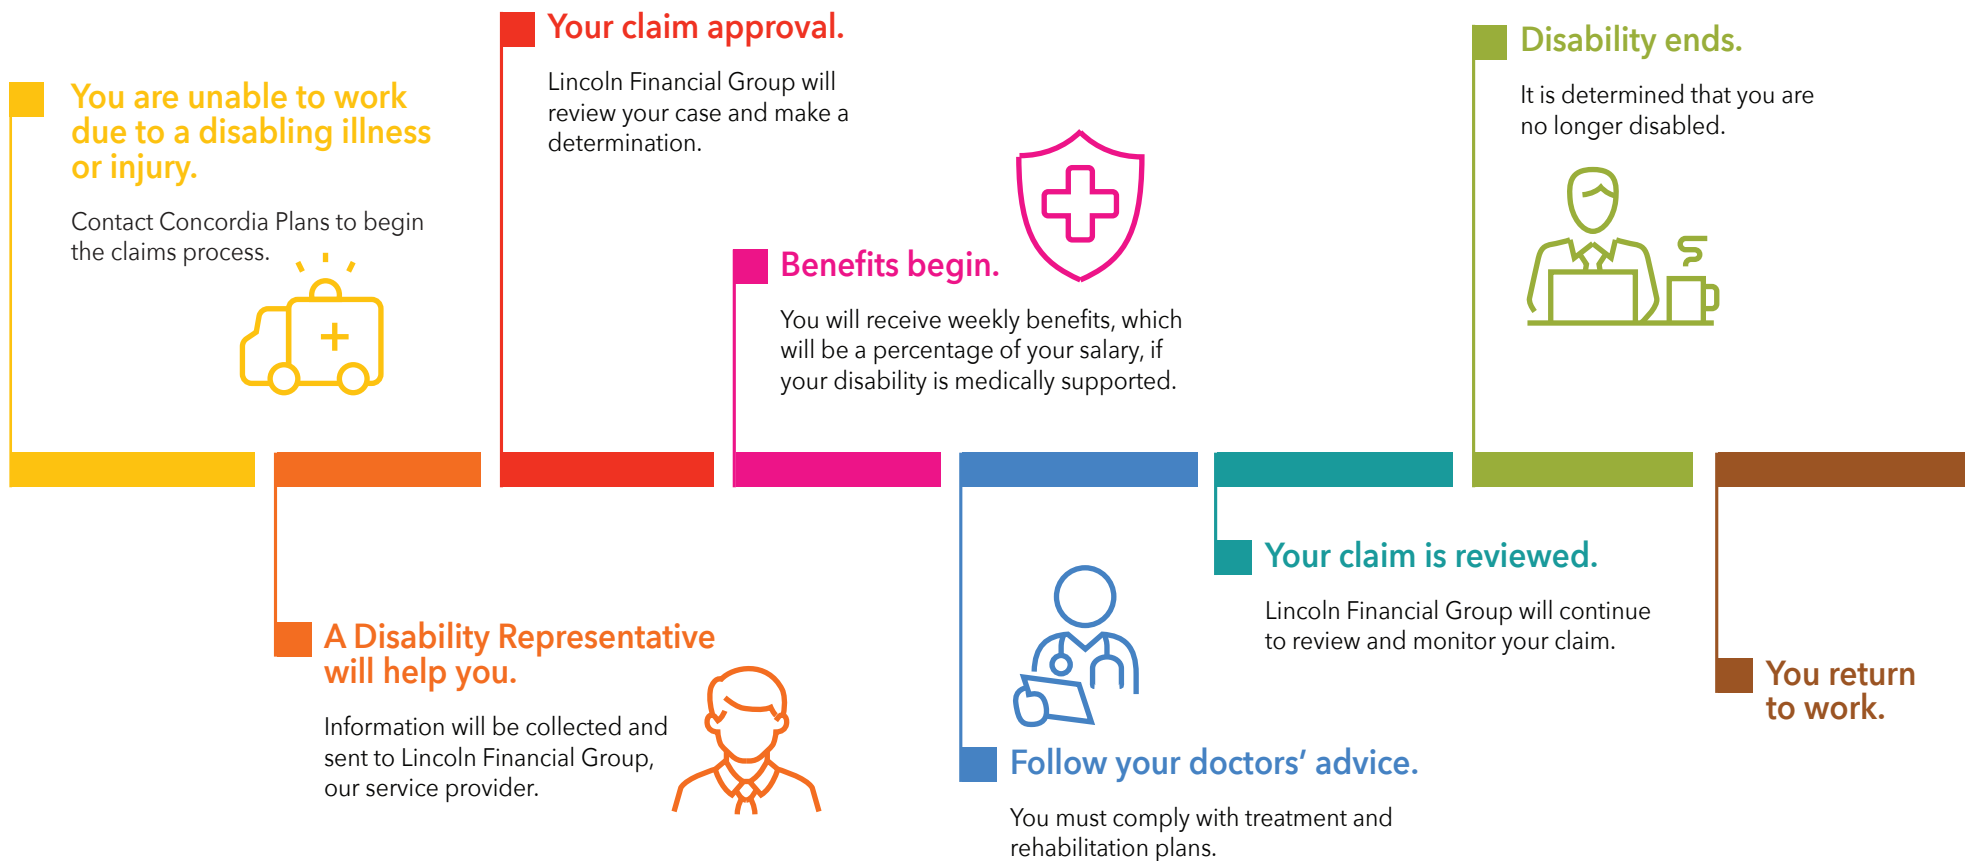 You are unable to work
due to a disabling illness
or injury.
Contact Concordia Plans to begin
the claims process.
A Disability Representative
will help you.
Information will be collected and
sent to Lincoln Financial Group,
our service provider.
Your claim approval.
Lincoln Financial Group will
review your case and make a
determination.
Benefits begin.
You will receive weekly benefits, which
will be a percentage of your salary, if
your disability is medically supported.
Follow your doctors’ advice.
You must comply with treatment and
rehabilitation plans.
Your claim is reviewed.
Lincoln Financial Group will continue
to review and monitor your claim.
Disability ends.
It is determined that you are
no longer disabled.
You return
to work.